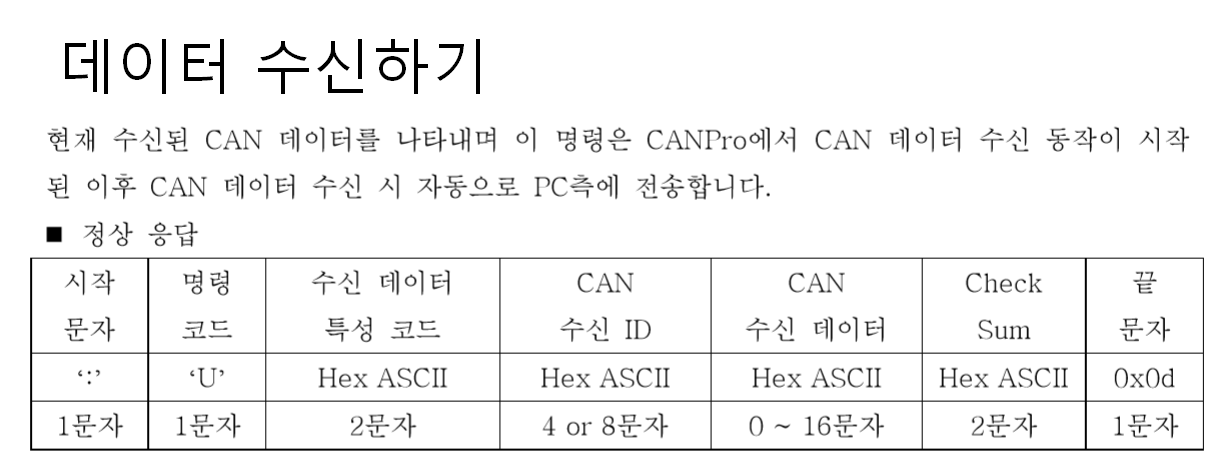 데이터 수신하기
현재 수신된 CAN 데이터를 나타내며 이 명령은 CANPro에서 CAN 데이터 수신 동작이 시작
된 이후 CAN 데이터 수신 시 자동으로 PC측에 전송합니다.
■ 정상 응답
시작 명령 수신 데이터 CAN CAN Check 끝
문자 코드 특성 코드 수신 ID 수신 데이터 Sum 문자
‘:’ ‘U’ Hex ASCII Hex ASCII Hex ASCII Hex ASCII 0x0d
1문자 1문자 2문자 4 or 8문자 0 ~ 16문자 2문자 1문자